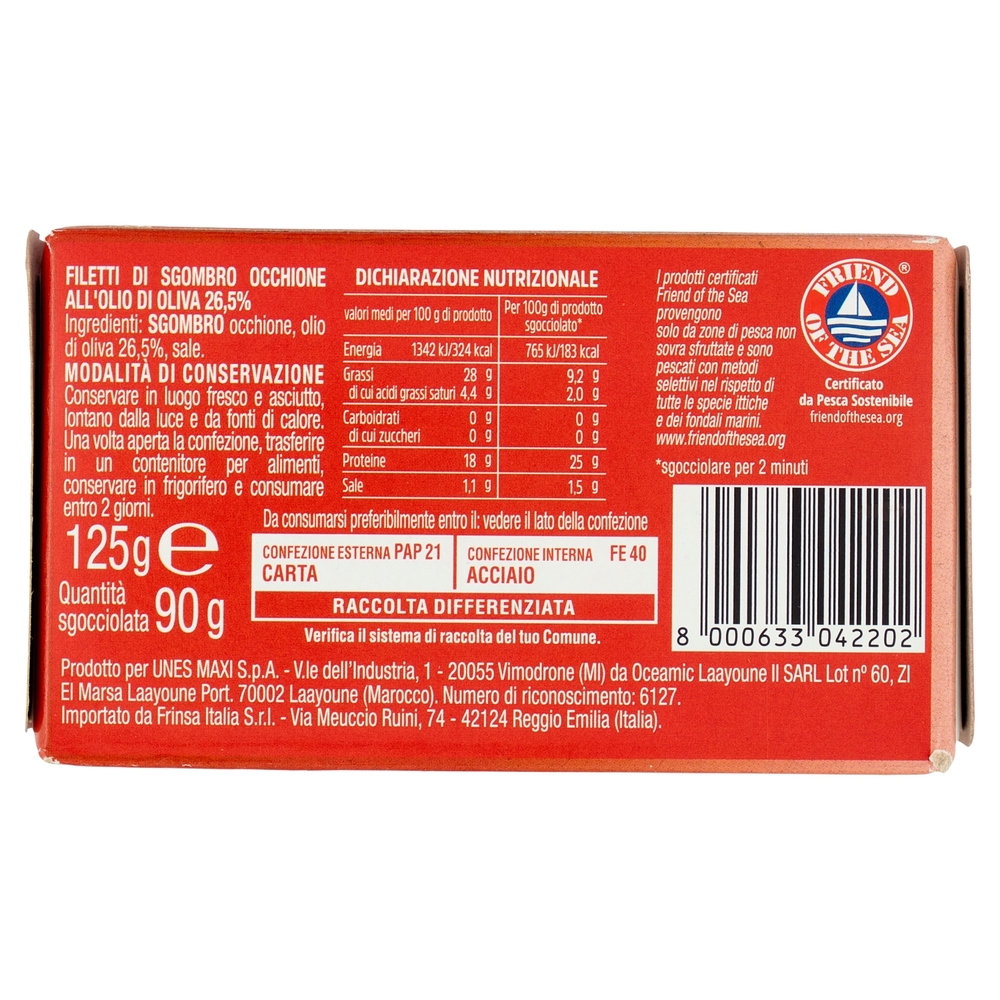 FILETTI DI SGOMBRO OCCHIONE
ALL'OLIO DI OLIVA 26,5%
Ingredienti: SGOMBRO occhione, olio
di oliva 26,5%, sale.
MODALITÀ DI CONSERVAZIONE
Conservare in luogo fresco e asciutto,
lontano dalla luce e da fonti di calore.
Una volta aperta la confezione, trasferire
in un contenitore per alimenti,
conservare in frigorifero e consumare
entro 2 giorni.
125g e
Quantità
sgocciolata 90 g
DICHIARAZIONE NUTRIZIONALE
valori medi per 100 g di prodotto Per 100g di prodotto
sgocciolato*
Energia 1342 kJ/324 kcal 765 kJ/183 kcal
Grassi 28 g 9,2 g
di cui acidi grassi saturi 4,4 g 2,0 g
Carboidrati 0 g 0 g
di cui zuccheri 0 g 0 g
Proteine 18 g 25 g
Sale 1,1 g 1,5 g
I prodotti certificati
Friend of the Sea
provengono
solo da zone di pesca non
sovra sfruttate e sono
pescati con metodi
selettivi nel rispetto di
tutte le specie ittiche
e dei fondali marini.
www.friendofthesea.org
FRIEND
OF THE SEA
®
Certificato
da Pesca Sostenibile
friendofthesea.org
*sgocciolare per 2 minuti
Da consumarsi preferibilmente entro il: vedere il lato della confezione
CONFEZIONE ESTERNA PAP 21
CARTA
CONFEZIONE INTERNA FE 40
ACCIAIO
RACCOLTA DIFFERENZIATA
Verifica il sistema di raccolta del tuo Comune.
8 000633 042202
Prodotto per UNES MAXI S.p.A. - V.le dell'Industria, 1 - 20055 Vimodrone (MI) da Oceamic Laayoune II SARL Lot n° 60, ZI
El Marsa Laayoune Port. 70002 Laayoune (Marocco). Numero di riconoscimento: 6127.
Importato da Frinsa Italia S.r.l. - Via Meuccio Ruini, 74 - 42124 Reggio Emilia (Italia).